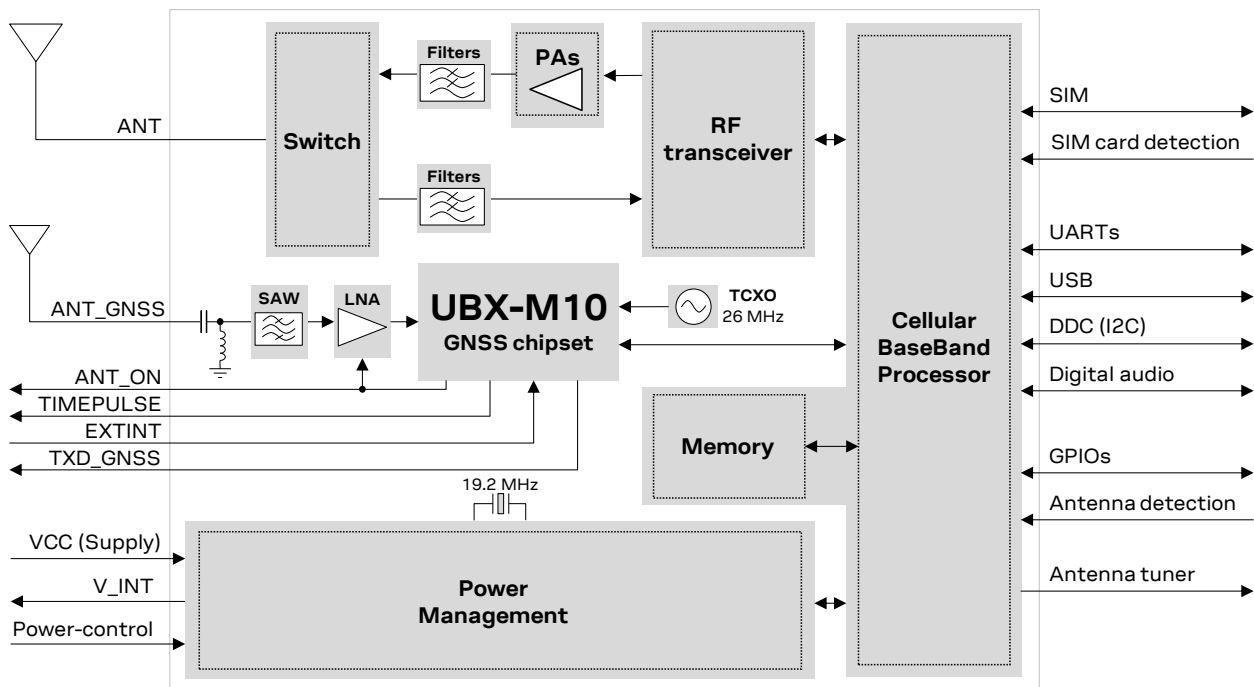 ANT
Switch
Filters
PAs
Filters
RF
transceiver
ANT_GNSS
SAW
LNA
UBX-M10
GNSS chipset
TCXO
26 MHz
ANT_ON
TIMEPULSE
EXTINT
TXD_GNSS
Memory
Cellular
BaseBand
Processor
19.2 MHz
VCC (Supply)
V_INT
Power-control
Power
Management
SIM
SIM card detection
UARTs
USB
DDC (I2C)
Digital audio
GPIOs
Antenna detection
Antenna tuner